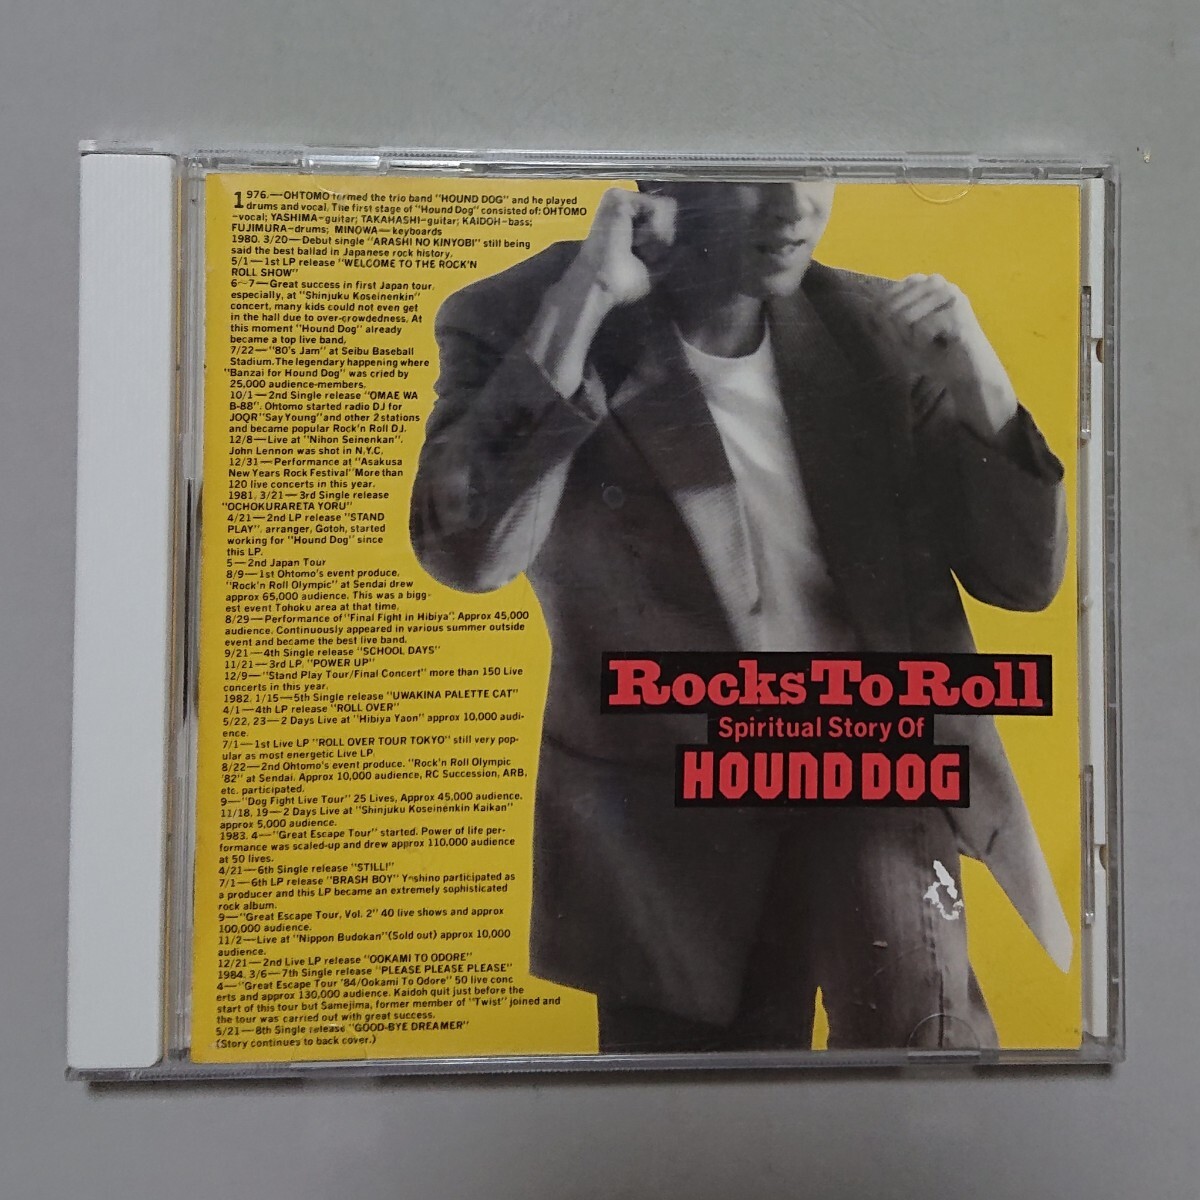 1976.—OHTOMO formed the trio band "HOUND DOG" and he played
drums and vocal. The first stage of "Hound Dog" consisted of: OHTOMO
-vocal; YASHIMA-guitar; TAKAHASHI-guitar; KAIDOH-bass;
FUJIMURA-drums; MINOWA—keyboards
1980. 3/20—Debut single "ARASHI NO KINYOBI" still being
said the best ballad in Japanese rock history.
5/1—1st LP release "WELCOME TO THE ROCK'N
ROLL SHOW"
6~7—Great success in first Japan tour.
especially, at "Shinjuku Koseinenkin"
concert, many kids could not even get
in the hall due to over-crowdedness. At
this moment "Hound Dog" already
became a top live band.
7/22—"80's Jam" at Seibu Baseball
Stadium. The legendary happening where
"Banzai for Hound Dog" was cried by
25,000 audience-members.
10/1—2nd Single release "OMAE WA
B-88". Ohtomo started radio DJ for
JOQR "Say Young" and other 2 stations
and became popular Rock'n Roll DJ.
12/8—Live at "Nihon Seinenkan".
John Lennon was shot in N.Y.C.
12/31—Performance at "Asakusa
New Years Rock Festival" More than
120 live concerts in this year.
1981. 3/21—3rd Single release
"OCHOKURARETA YORU"
4/21—2nd LP release "STAND
PLAY", arranger, Gotoh, started
working for "Hound Dog" since
this LP.
5—2nd Japan Tour
8/9—1st Ohtomo's event produce.
"Rock'n Roll Olympic" at Sendai drew
approx 65,000 audience. This was a bigg-
est event Tohoku area at that time.
8/29—Performance of "Final Fight in Hibiya". Approx 45,000
audience. Continuously appeared in various summer outside
event and became the best live band.
9/21—4th Single release "SCHOOL DAYS"
11/21—3rd LP. "POWER UP"
12/9—"Stand Play Tour/Final Concert" more than 150 Live
concerts in this year.
1982. 1/15—5th Single release "UWAKINA PALETTE CAT"
4/1—4th LP release "ROLL OVER"
5/22, 23—2 Days Live at "Hibiya Yaon" approx 10,000 audi-
ence.
7/1—1st Live LP "ROLL OVER TOUR TOKYO" still very pop-
ular as most energetic Live LP.
8/22—2nd Ohtomo's event produce. "Rock'n Roll Olympic
'82" at Sendai. Approx 10,000 audience, RC Succession, ARB,
etc. participated.
9—"Dog Fight Live Tour" 25 Lives, Approx 45,000 audience.
11/18, 19—2 Days Live at "Shinjuku Koseinenkin Kaikan"
approx 5,000 audience.
1983. 4—"Great Escape Tour" started. Power of life per-
formance was scaled-up and drew approx 110,000 audience
at 50 lives.
4/21—6th Single release "STILL!"
7/1—6th LP release "BRASH BOY" Yoshino participated as
a producer and this LP became an extremely sophisticated
rock album.
9—"Great Escape Tour, Vol. 2" 40 live shows and approx
100,000 audience.
11/2—Live at "Nippon Budokan" (Sold out) approx 10,000
audience.
12/21—2nd Live LP release "OOKAMI TO ODORE"
1984. 3/6—7th Single release "PLEASE PLEASE PLEASE"
4—"Great Escape Tour '84/Ookami To Odore" 50 live conc
erts and approx 130,000 audience. Kaidoh quit just before the
start of this tour but Samejima, former member of "Twist" joined and
the tour was carried out with great success.
5/21—8th Single release "GOOD-BYE DREAMER"
(Story continues to back cover.)
Rocks To Roll
Spiritual Story Of
HOUND DOG